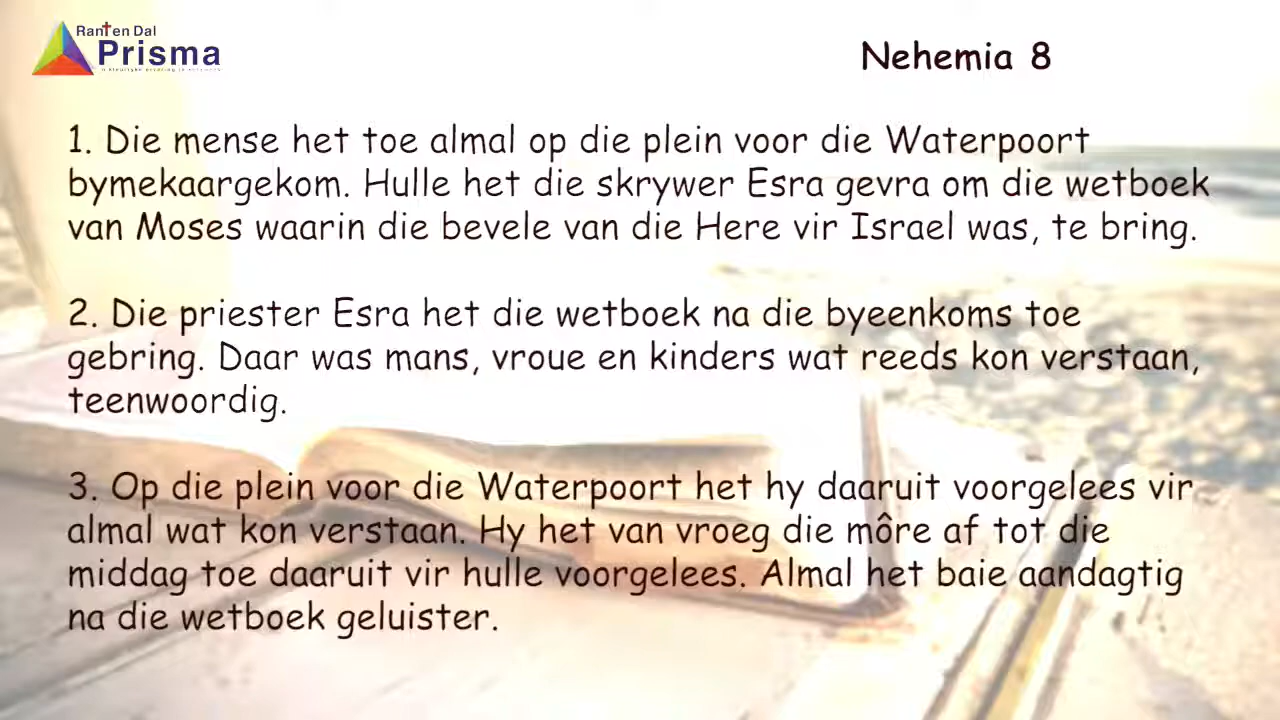 Rant en Dal
Prisma
Nehemia 8
1. Die mense het toe almal op die plein voor die Waterpoort
bymekaargekom. Hulle het die skrywer Esra gevra om die wetboek
van Moses waarin die bevele van die Here vir Israel was, te bring.
2. Die priester Esra het die wetboek na die byeenkoms toe
gebring. Daar was mans, vroue en kinders wat reeds kon verstaan,
teenwoordig.
3. Op die plein voor die Waterpoort het hy daaruit voorgelees vir
almal wat kon verstaan. Hy het van vroeg die môre af tot die
middag toe daaruit vir hulle voorgelees. Almal het baie aandagtig
na die wetboek geluister.